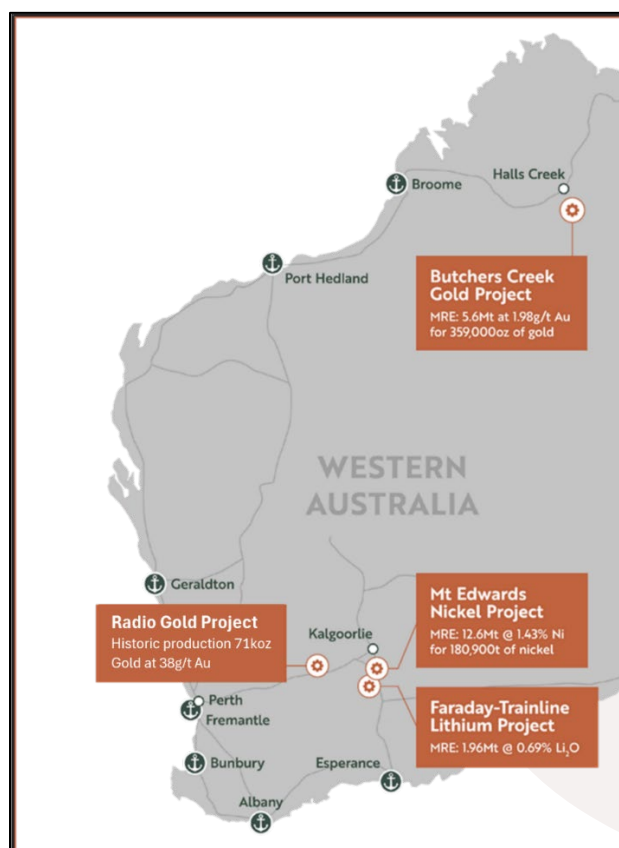 Halls Creek
Broome
Port Hedland
Butchers Creek
Gold Project
MRE: 5.6Mt at 1.98g/t Au
for 359,000oz of gold
WESTERN
AUSTRALIA
Geraldton
Radio Gold Project
Historic production 71koz
Gold at 38g/t Au
Kalgoorlie
Mt Edwards
Nickel Project
MRE: 12.6Mt @ 1.43% Ni
for 180,900t of nickel
Perth
Fremantle
Faraday-Trainline
Lithium Project
MRE: 1.96Mt @ 0.69% Li₂O
Bunbury
Esperance
Albany